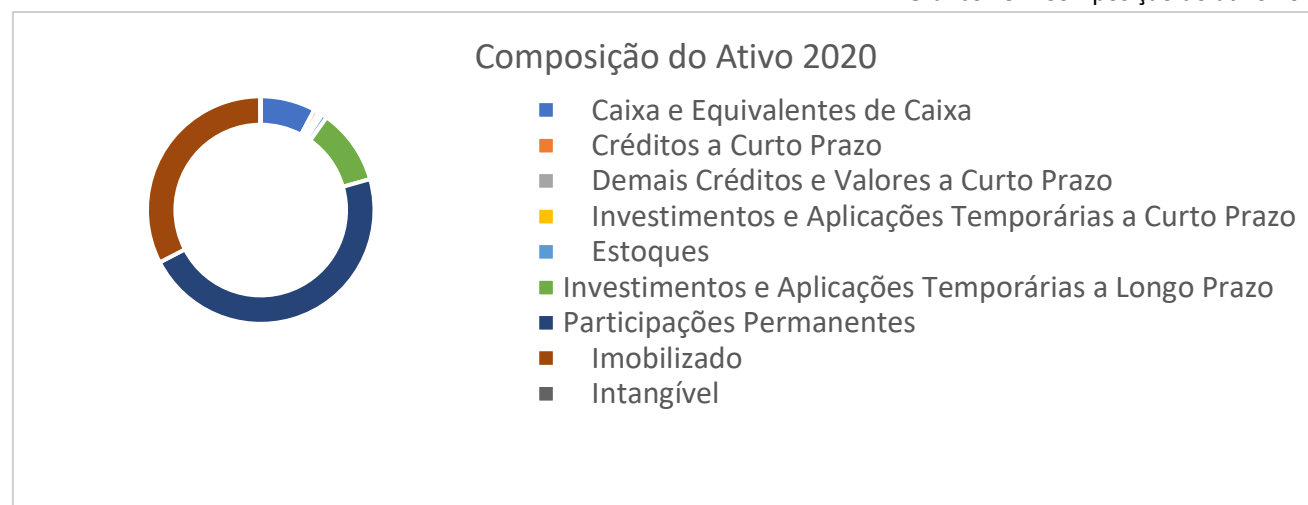 Composição do Ativo 2020
Caixa e Equivalentes de Caixa
Créditos a Curto Prazo
Demais Créditos e Valores a Curto Prazo
Investimentos e Aplicações Temporárias a Curto Prazo
Estoques
Investimentos e Aplicações Temporárias a Longo Prazo
Participações Permanentes
Imobilizado
Intangível